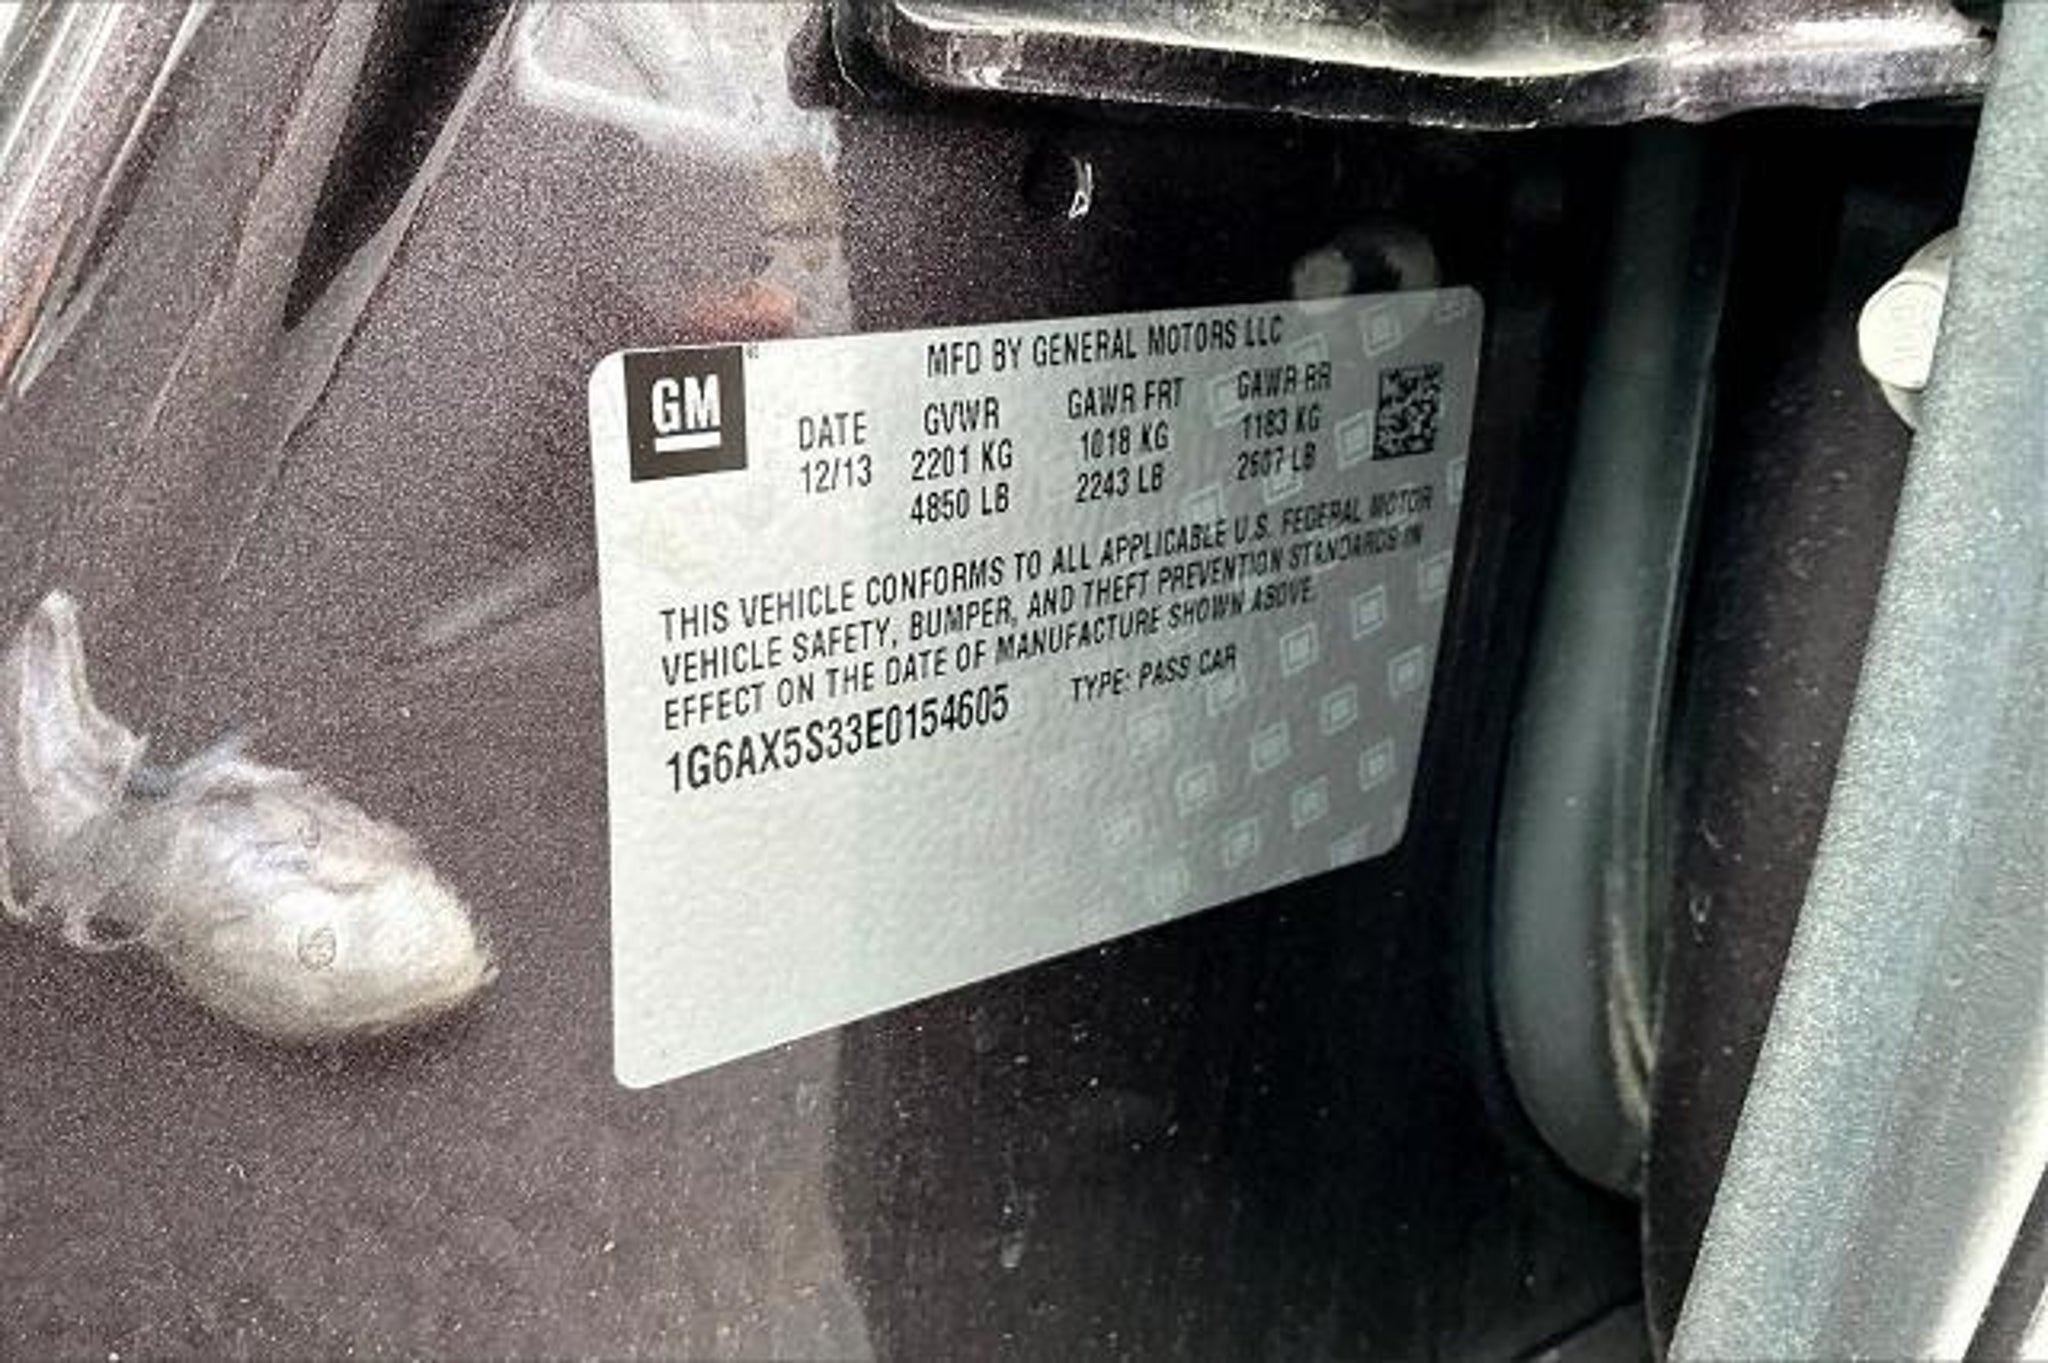 GM
MFD BY GENERAL MOTORS LLC
DATE GVWR GAWR FRT GAWR RR
12/13 2201 KG 1018 KG 1183 KG
4850 LB 2243 LB 2607 LB
THIS VEHICLE CONFORMS TO ALL APPLICABLE U.S. FEDERAL MOTOR
VEHICLE SAFETY, BUMPER, AND THEFT PREVENTION STANDARDS IN
EFFECT ON THE DATE OF MANUFACTURE SHOWN ABOVE.
1G6AX5S33E0154605 TYPE: PASS CAR